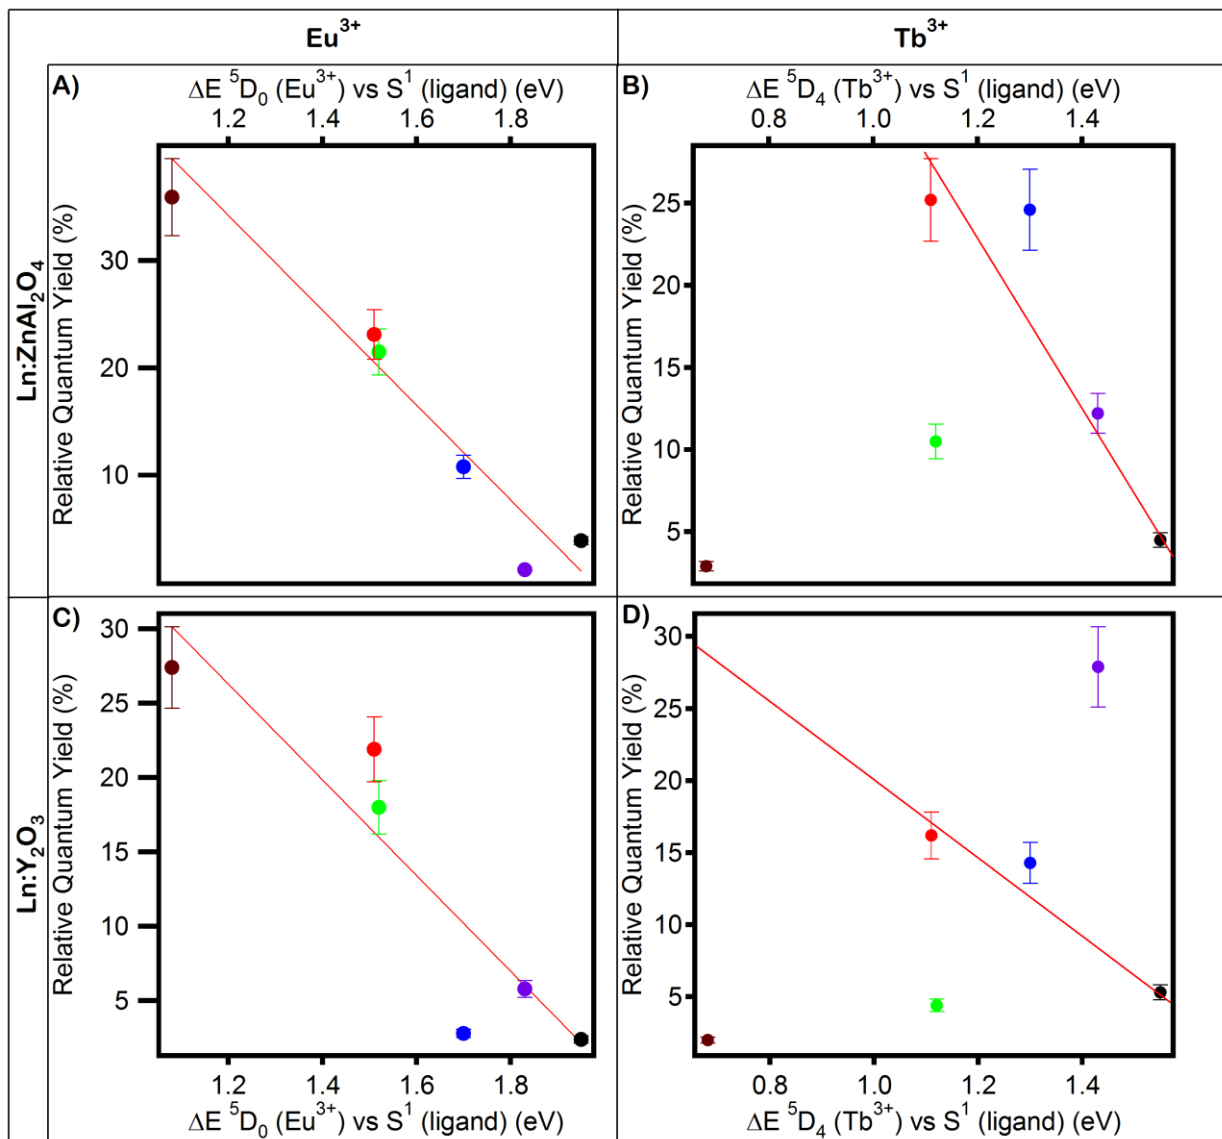 Eu³⁺
Tb³⁺
Ln:ZnAl₂O₄
Ln:Y₂O₃
A)
ΔE ⁵D₀ (Eu³⁺) vs S¹ (ligand) (eV)
1.2 1.4 1.6 1.8
Relative Quantum Yield (%)
30
20
10
B)
ΔE ⁵D₄ (Tb³⁺) vs S¹ (ligand) (eV)
0.8 1.0 1.2 1.4
Relative Quantum Yield (%)
25
20
15
10
5
C)
Relative Quantum Yield (%)
30
25
20
15
10
5
1.2 1.4 1.6 1.8
ΔE ⁵D₀ (Eu³⁺) vs S¹ (ligand) (eV)
D)
Relative Quantum Yield (%)
30
25
20
15
10
5
0.8 1.0 1.2 1.4
ΔE ⁵D₄ (Tb³⁺) vs S¹ (ligand) (eV)